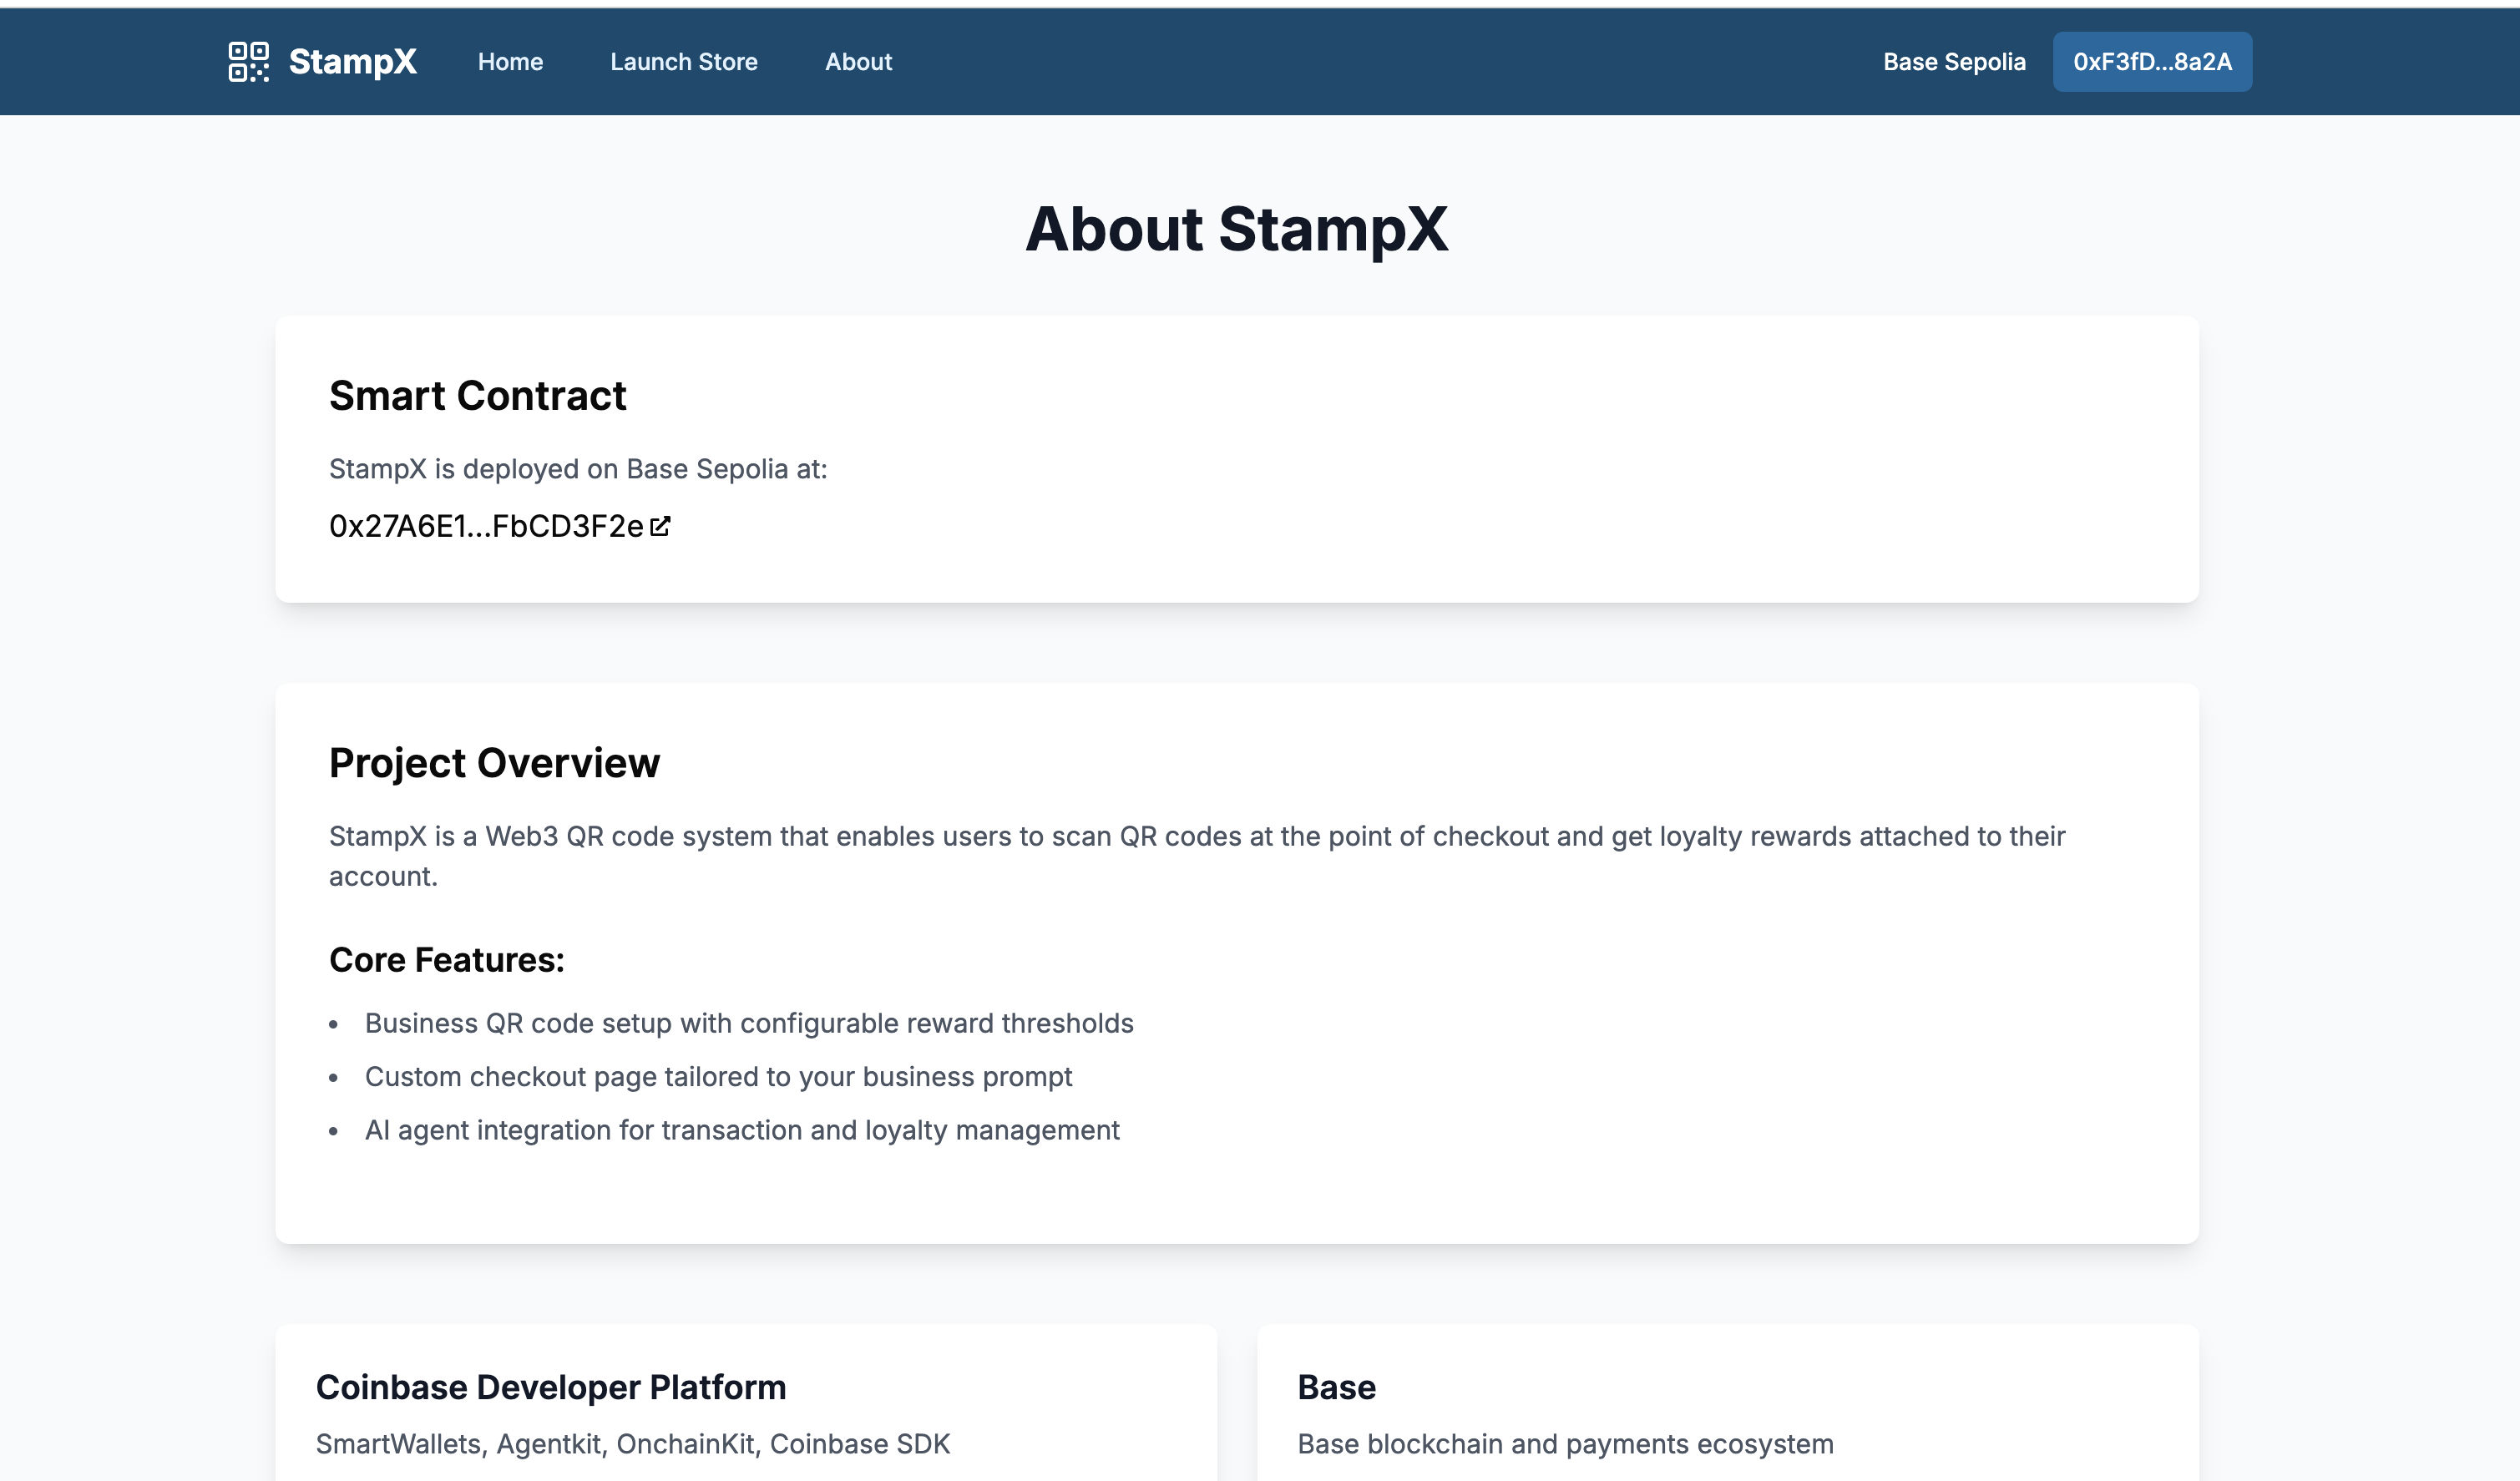 StampX
Home
Launch Store
About
Base Sepolia
0xF3fD...8a2A
About StampX
Smart Contract
StampX is deployed on Base Sepolia at:
0x27A6E1...FbCD3F2e
Project Overview
StampX is a Web3 QR code system that enables users to scan QR codes at the point of checkout and get loyalty rewards attached to their
account.
Core Features:
• Business QR code setup with configurable reward thresholds
• Custom checkout page tailored to your business prompt
• AI agent integration for transaction and loyalty management
Coinbase Developer Platform
SmartWallets, Agentkit, OnchainKit, Coinbase SDK
Base
Base blockchain and payments ecosystem